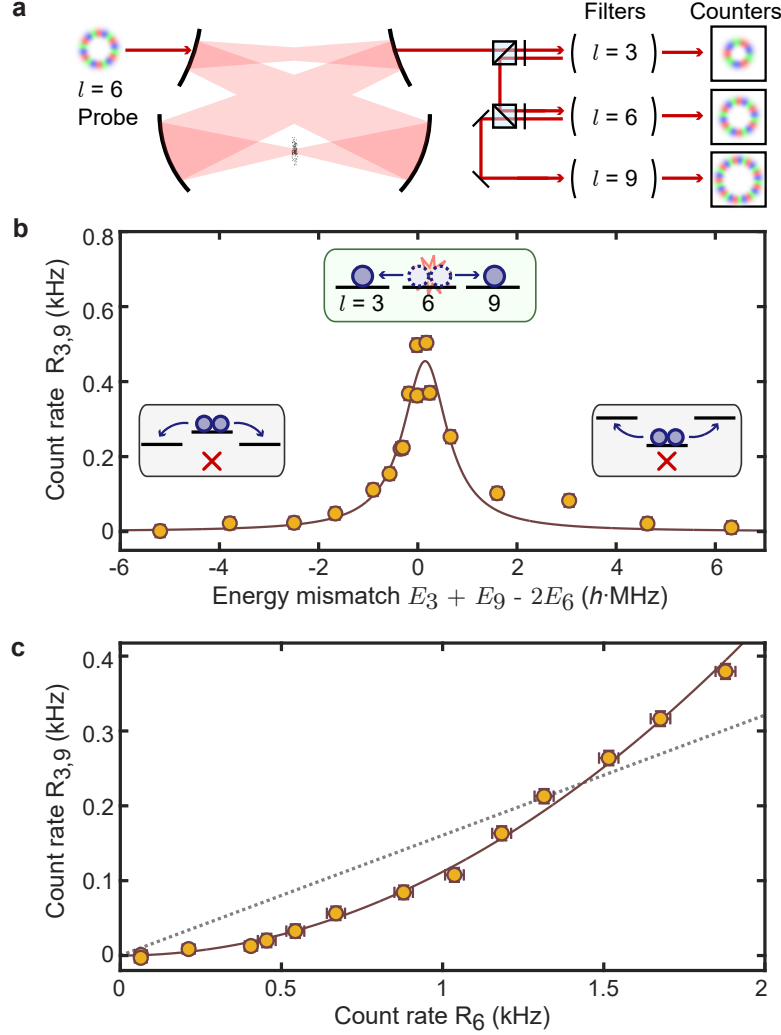 a
Filters
Counters
l = 6
Probe
l = 3
l = 6
l = 9
b
Count rate R3,9 (kHz)
0.8
0.6
0.4
0.2
0
l = 3
6
9
-6
-4
-2
0
2
4
6
Energy mismatch E3 + E9 - 2E6 (h·MHz)
c
Count rate R3,9 (kHz)
0.4
0.3
0.2
0.1
0
0
0.5
1
1.5
2
Count rate R6 (kHz)